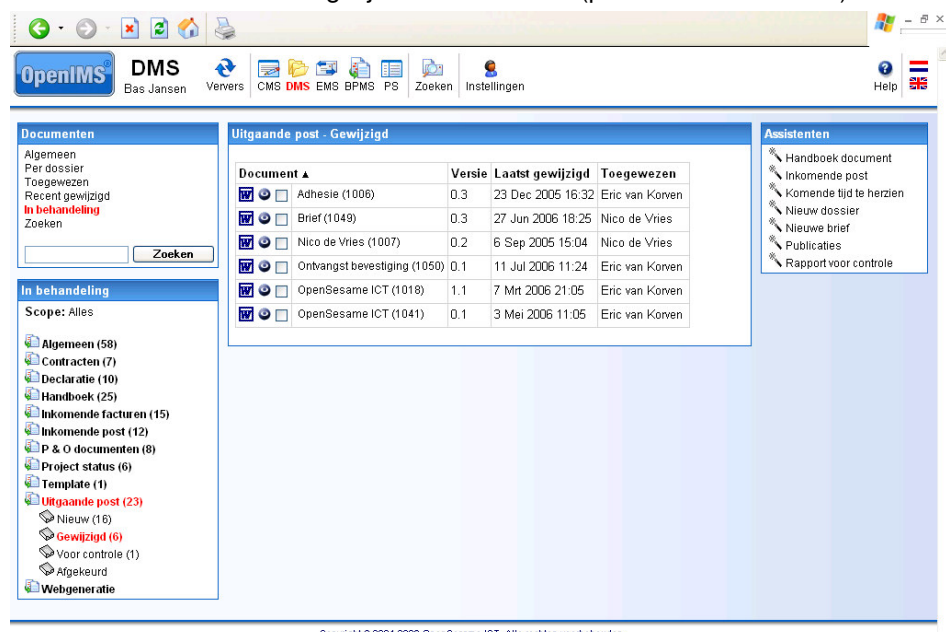 OpenIMS®
DMS
Bas Jansen
Ververs
CMS DMS EMS BPMS PS
Zoeken
Instellingen
Help
Documenten
Algemeen
Per dossier
Toegewezen
Recent gewijzigd
In behandeling
Zoeken
Zoeken
In behandeling
Scope: Alles
Algemeen (58)
Contracten (7)
Declaratie (10)
Handboek (25)
Inkomende facturen (15)
Inkomende post (12)
P & O documenten (8)
Project status (6)
Template (1)
Uitgaande post (23)
Nieuw (16)
Gewijzigd (6)
Voor controle (1)
Afgekeurd
Webgeneratie
Uitgaande post - Gewijzigd
Document ▲ Versie Laatst gewijzigd Toegewezen
Adhesie (1006) 0.3 23 Dec 2005 16:32 Eric van Korven
Brief (1049) 0.3 27 Jun 2006 18:25 Nico de Vries
Nico de Vries (1007) 0.2 6 Sep 2005 15:04 Nico de Vries
Ontvangst bevestiging (1050) 0.1 11 Jul 2006 11:24 Eric van Korven
OpenSesame ICT (1018) 1.1 7 Mrt 2006 21:05 Eric van Korven
OpenSesame ICT (1041) 0.1 3 Mei 2006 11:05 Eric van Korven
Assistenten
Handboek document
Inkomende post
Komende tijd te herzien
Nieuw dossier
Nieuwe brief
Publicaties
Rapport voor controle